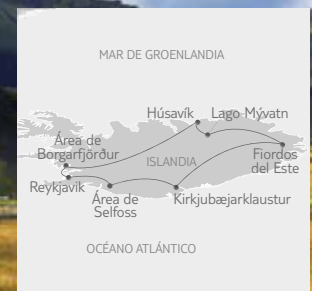 MAR DE GROENLANDIA
Húsavík
Lago Mývatn
Área de
Borgarfjörður
ISLANDIA
Fiordos
del Este
Reykjavik
Área de
Selfoss
Kirkjubæjarklaustur
OCÉANO ATLÁNTICO